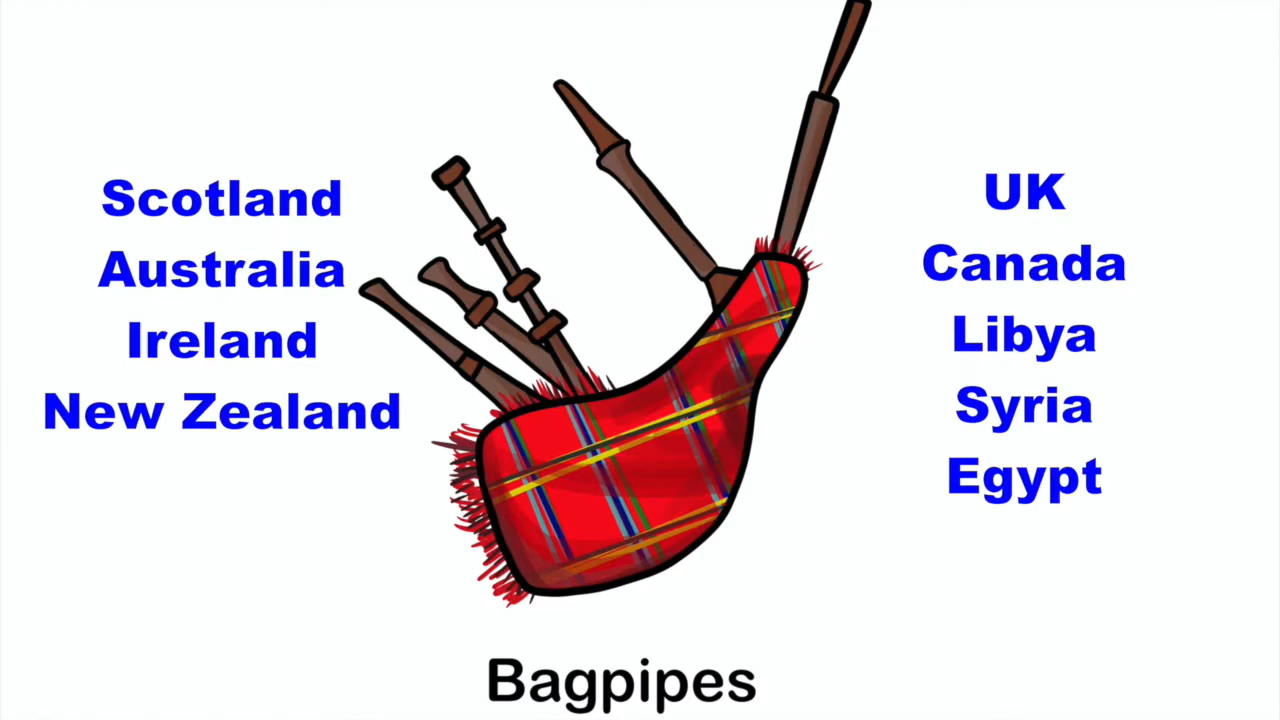 Scotland
Australia
Ireland
New Zealand
UK
Canada
Libya
Syria
Egypt
Bagpipes